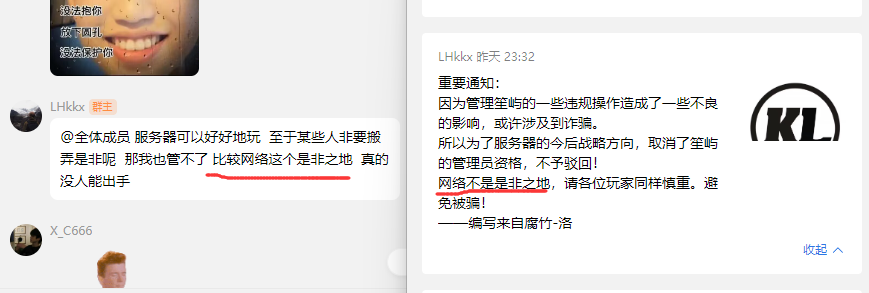 没法抱你
放下圆孔
没法保护你
LHkkx 群主
@全体成员 服务器可以好好地玩 至于某些人非要搬
弄是非呢 那我也管不了 比较网络这个是非之地 真的
没人能出手
X_C666
LHkkx 昨天 23:32
重要通知：
因为管理笙屿的一些违规操作造成了一些不良
的影响，或许涉及到诈骗。
所以为了服务器的今后战略方向，取消了笙屿
的管理员资格，不予驳回！
网络不是是非之地，请各位玩家同样慎重。避
免被骗！
——编写来自腐竹-洛
KL
收起